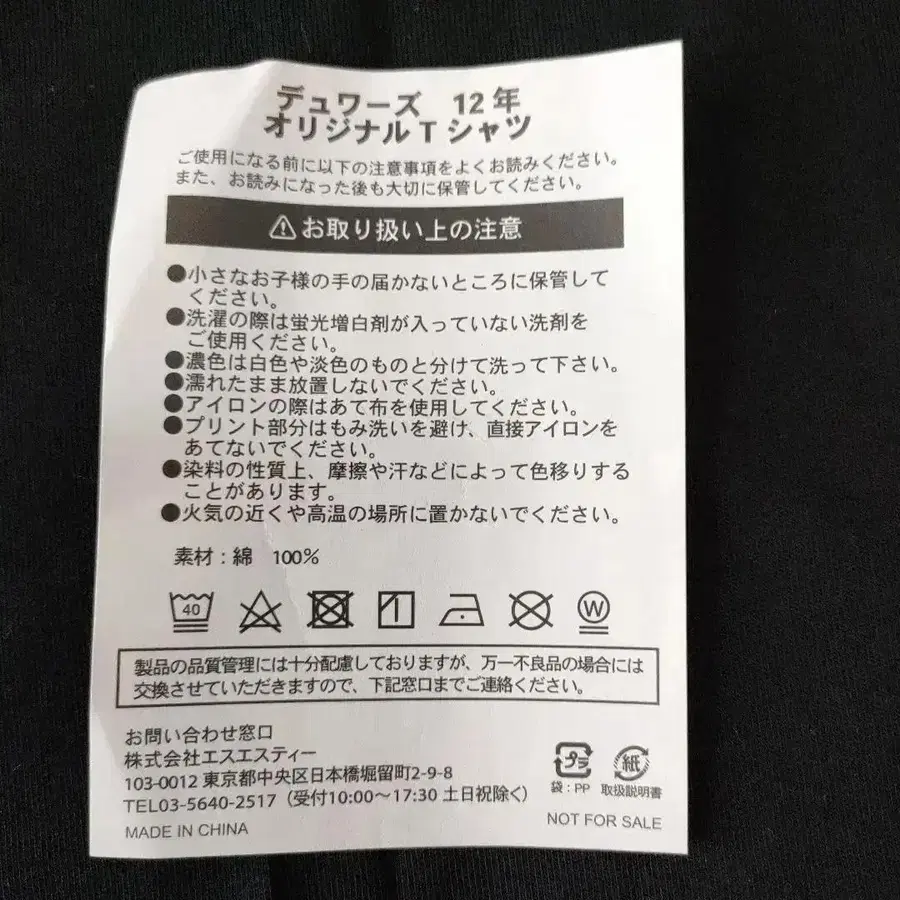 デュワーズ 12年
オリジナルTシャツ
ご使用になる前に以下の注意事項をよくお読みください。
また、お読みになった後も大切に保管してください。
お取り扱い上の注意
●小さなお子様の手の届かないところに保管して
ください。
●洗濯の際は蛍光増白剤が入っていない洗剤を
ご使用ください。
●濃色は白色や淡色のものと分けて洗って下さい。
●濡れたまま放置しないでください。
●アイロンの際はあて布を使用してください。
●プリント部分はもみ洗いを避け、直接アイロンを
あてないでください。
●染料の性質上、摩擦や汗などによって色移りする
ことがあります。
●火気の近くや高温の場所に置かないでください。
素材：綿 100%
40 W
製品の品質管理には十分配慮しておりますが、万一不良品の場合には
交換させていただきますので、下記窓口までご連絡ください。
お問い合わせ窓口
株式会社エスエスティー
103-0012 東京都中央区日本橋堀留町2-9-8
TEL03-5640-2517（受付10:00～17:30 土日祝除く）
MADE IN CHINA
プラ 紙
袋：PP 取扱説明書
NOT FOR SALE